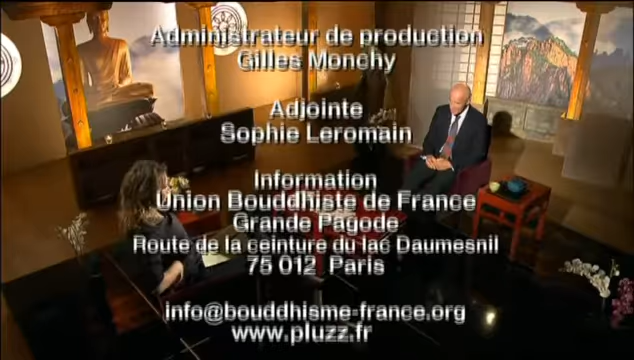 Administrateur de production
Gilles Monchy
Adjointe
Sophie Leromain
Information
Union Bouddhiste de France
Grande Pagode
Route de la ceinture du lac Daumesnil
75 012 Paris
info@bouddhisme-france.org
www.pluzz.fr